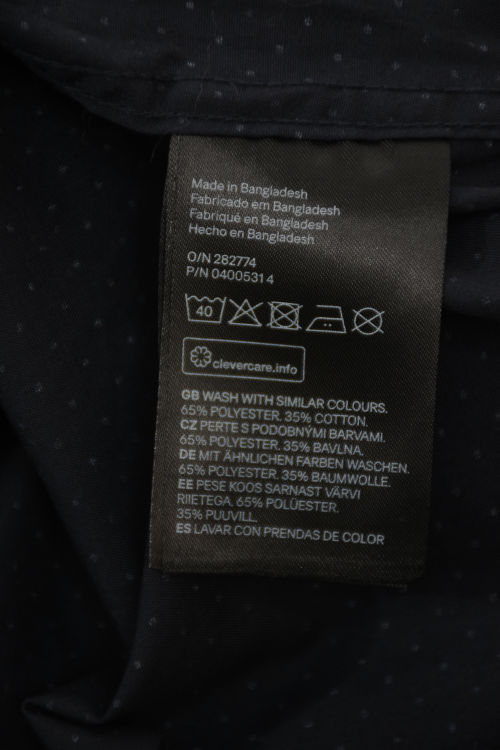 Made in Bangladesh
Fabricado em Bangladesh
Fabriqué en Bangladesh
Hecho en Bangladesh
O/N 282774
P/N 04005314
40
clevercare.info
GB WASH WITH SIMILAR COLOURS.
65% POLYESTER. 35% COTTON.
CZ PERTE S PODOBNÝMI BARVAMI.
65% POLYESTER. 35% BAVLNA.
DE MIT ÄHNLICHEN FARBEN WASCHEN.
65% POLYESTER. 35% BAUMWOLLE.
EE PESE KOOS SARNAST VÄRVI
RIIETEGA. 65% POLÜESTER.
35% PUUVILL.
ES LAVAR CON PRENDAS DE COLOR